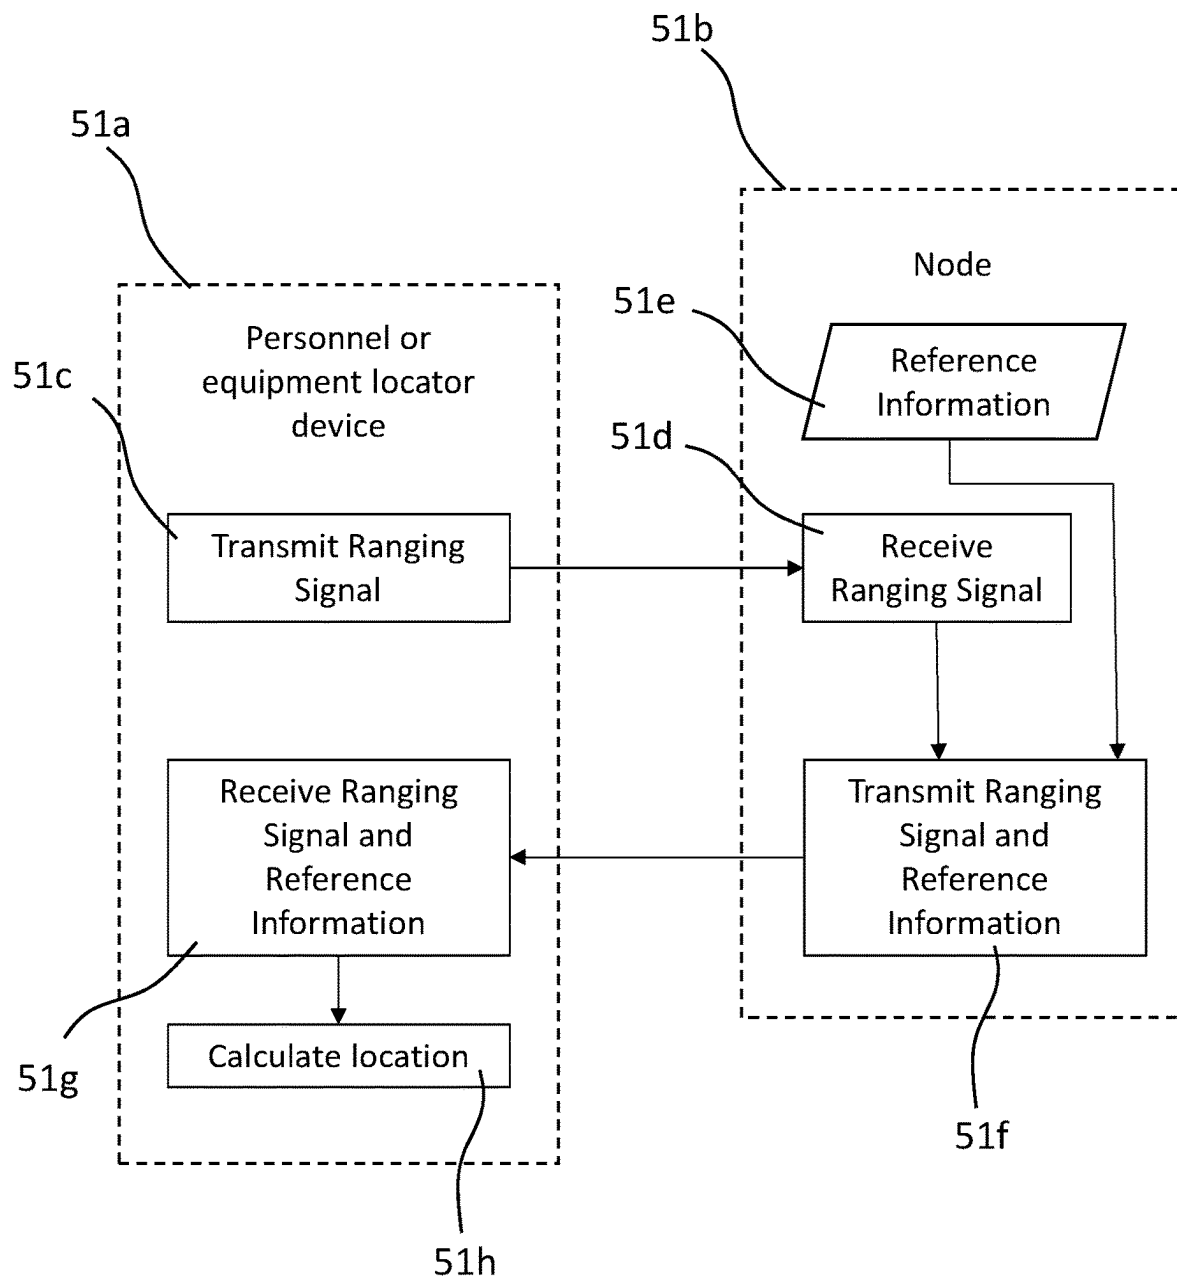 51b
51a
Node
51e
Personnel or
equipment locator
device
Reference
Information
51c
51d
Transmit Ranging
Signal
Receive
Ranging Signal
Receive Ranging
Signal and
Reference
Information
Transmit Ranging
Signal and
Reference
Information
Calculate location
51g
51f
51h